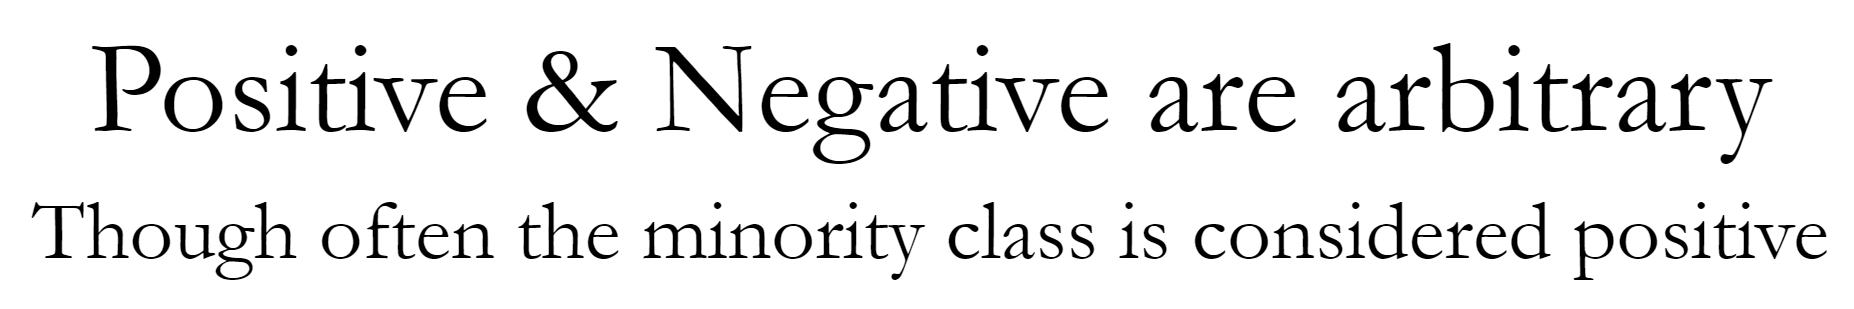 Positive & Negative are arbitrary
Though often the minority class is considered positive